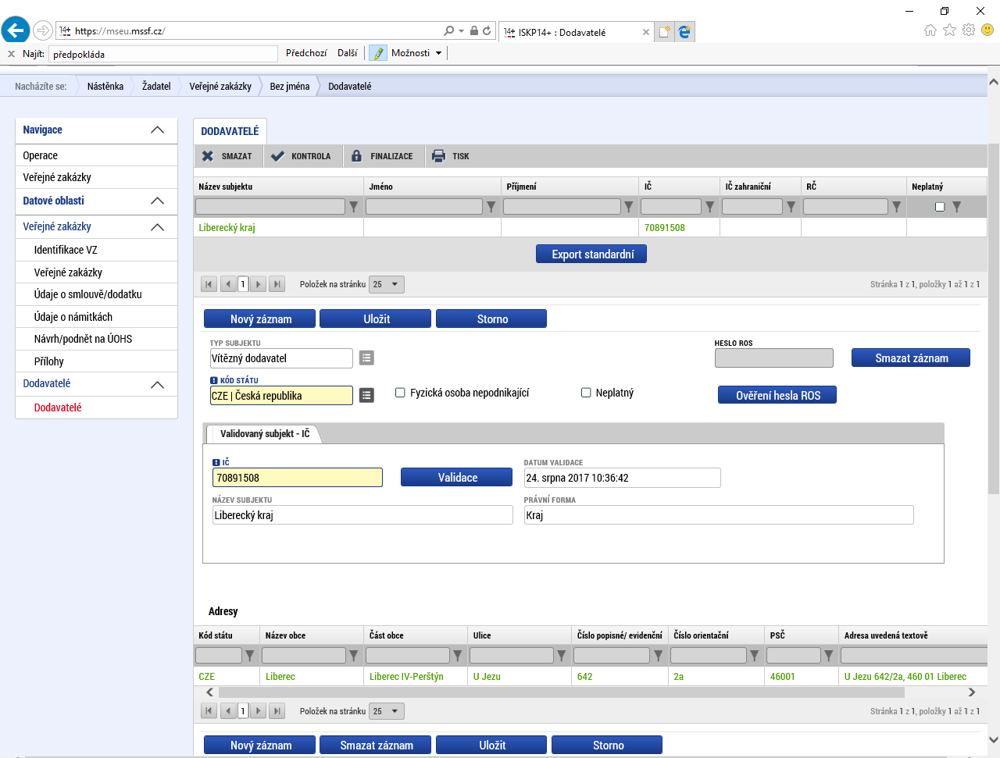 https://mseu.mssf.cz/
ISKP14+ : Dodavatelé
x Najít: předpokláda Předchozí Další Možnosti
Nacházíte se: Nástěnka Žadatel Veřejné zakázky Bez jména Dodavatelé
Navigace
Operace
Veřejné zakázky
Datové oblasti
Veřejné zakázky
Identifikace VZ
Veřejné zakázky
Údaje o smlouvě/dodatku
Údaje o námitkách
Návrh/podnět na ÚOHS
Přílohy
Dodavatelé
Dodavatelé
DODAVATELÉ
SMAZAT KONTROLA FINALIZACE TISK
Název subjektu Jméno Příjmení IČ IČ zahraniční RČ Neplatný
Liberecký kraj 70891508
Export standardní
1 Položek na stránku 25 Stránka 1 z 1, položky 1 až 1 z 1
Nový záznam Uložit Storno
TYP SUBJEKTU HESLO ROS
Vítězný dodavatel Smazat záznam
KÓD STÁTU
CZE | Česká republika Fyzická osoba nepodnikající Neplatný Ověření hesla ROS
Validovaný subjekt - IČ
IČ DATUM VALIDACE
70891508 Validace 24. srpna 2017 10:36:42
NÁZEV SUBJEKTU PRÁVNÍ FORMA
Liberecký kraj Kraj
Adresy
Kód státu Název obce Část obce Ulice Číslo popisné/ evidenční Číslo orientační PSČ Adresa uvedená textově
CZE Liberec Liberec IV-Perštýn U Jezu 642 2a 46001 U Jezu 642/2a, 460 01 Liberec
1 Položek na stránku 25 Stránka 1 z 1, položky 1 až 1 z 1
Nový záznam Smazat záznam Uložit Storno